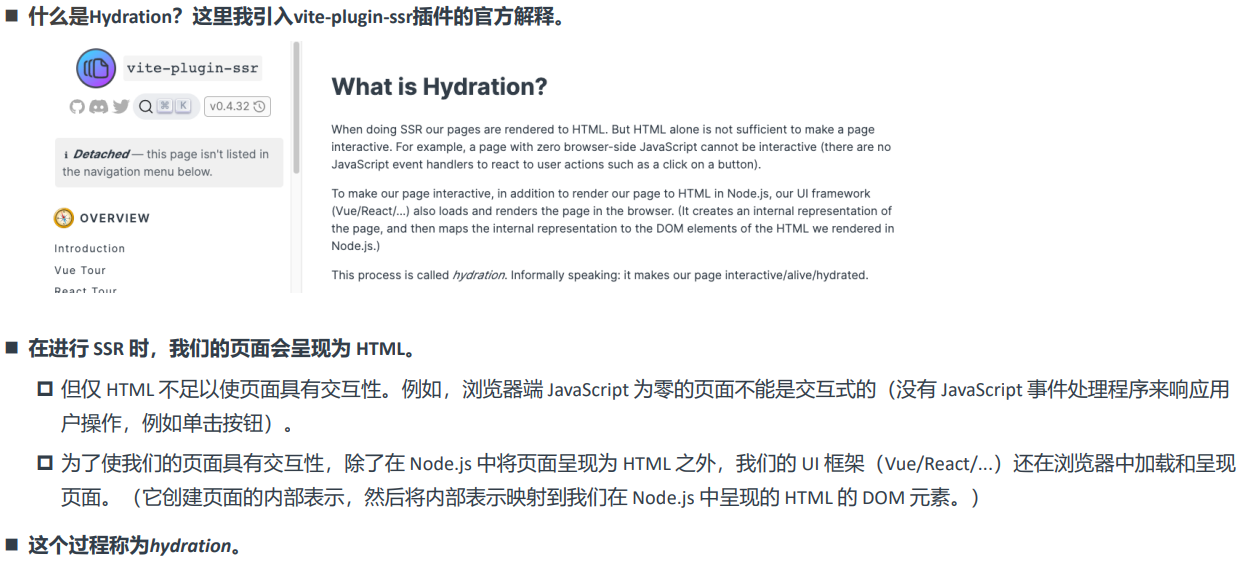 什么是Hydration？这里我引入vite-plugin-ssr插件的官方解释。
vite-plugin-ssr
⌘ K
v0.4.32
i Detached — this page isn't listed in
the navigation menu below.
OVERVIEW
Introduction
Vue Tour
React Tour
What is Hydration?
When doing SSR our pages are rendered to HTML. But HTML alone is not sufficient to make a page
interactive. For example, a page with zero browser-side JavaScript cannot be interactive (there are no
JavaScript event handlers to react to user actions such as a click on a button).
To make our page interactive, in addition to render our page to HTML in Node.js, our UI framework
(Vue/React/...) also loads and renders the page in the browser. (It creates an internal representation of
the page, and then maps the internal representation to the DOM elements of the HTML we rendered in
Node.js.)
This process is called hydration. Informally speaking: it makes our page interactive/alive/hydrated.
在进行 SSR 时，我们的页面会呈现为 HTML。
但仅 HTML 不足以使页面具有交互性。例如，浏览器端 JavaScript 为零的页面不能是交互式的（没有 JavaScript 事件处理程序来响应用
户操作，例如单击按钮）。
为了使我们的页面具有交互性，除了在 Node.js 中将页面呈现为 HTML 之外，我们的 UI 框架（Vue/React/...）还在浏览器中加载和呈现
页面。（它创建页面的内部表示，然后将内部表示映射到我们在 Node.js 中呈现的 HTML 的 DOM 元素。）
这个过程称为hydration。